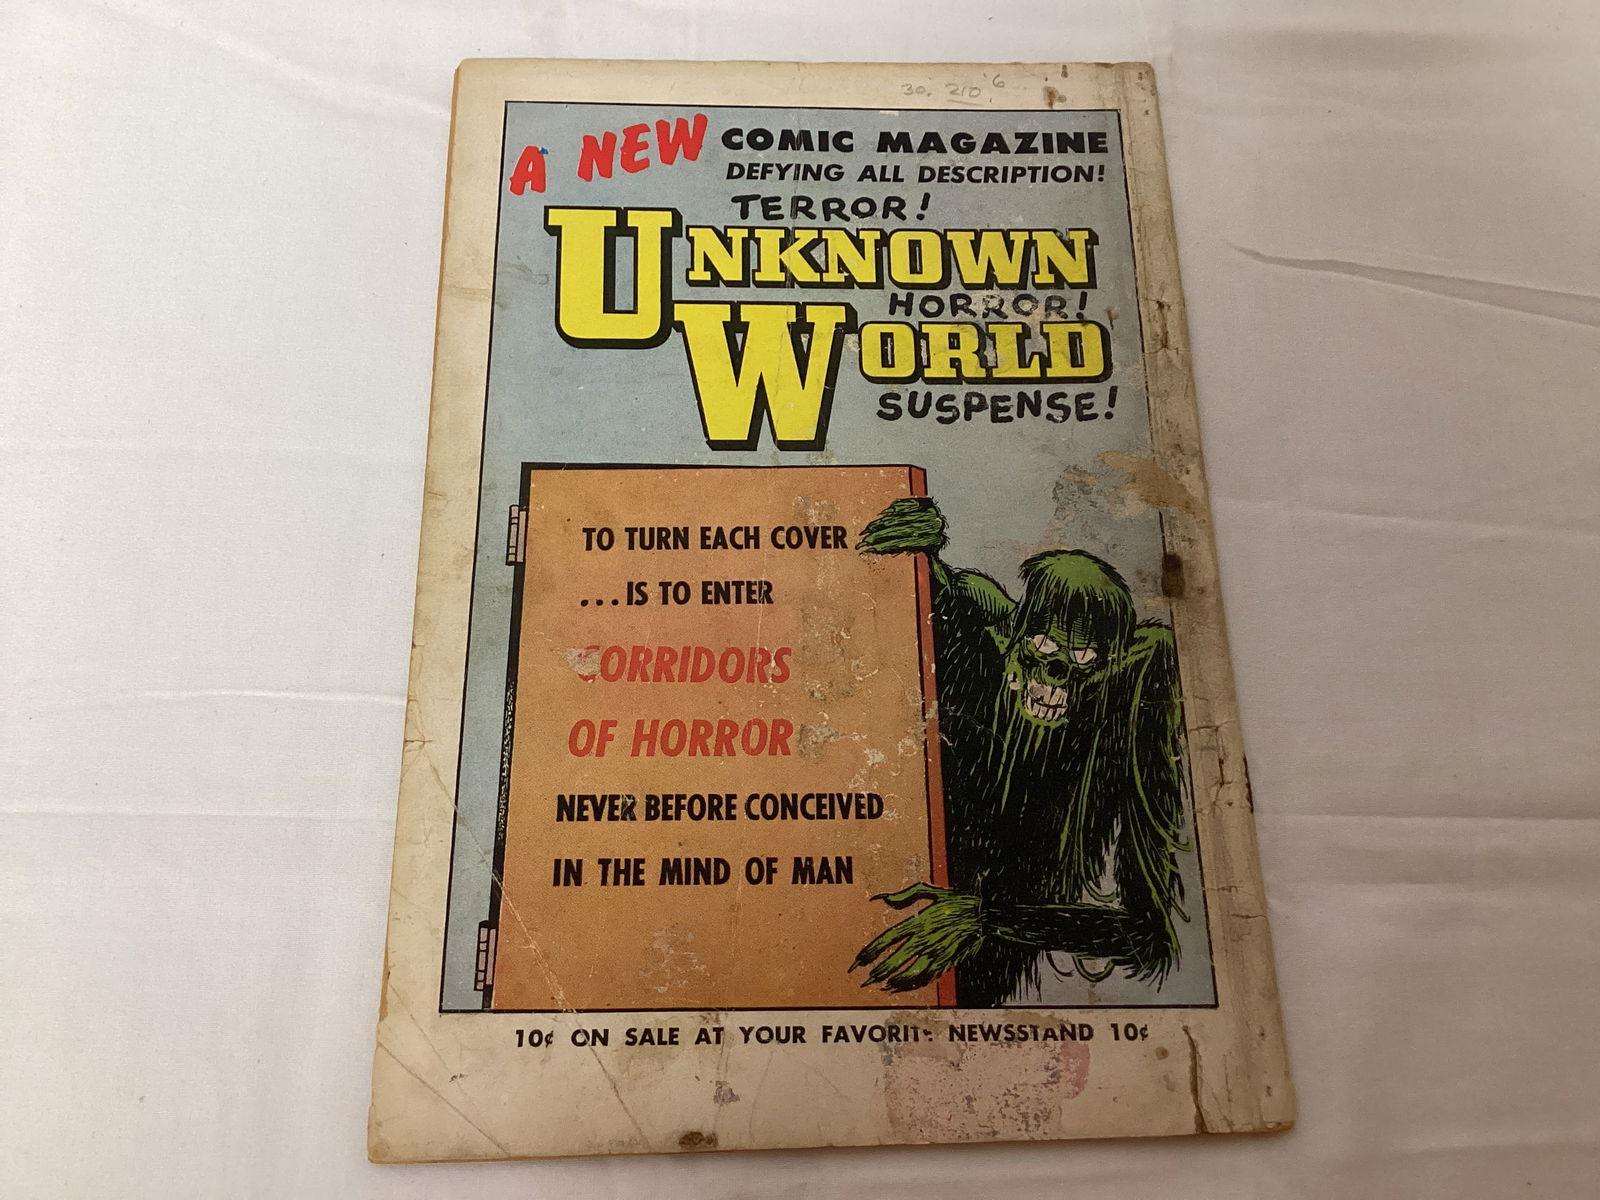 30. 210 6
A NEW COMIC MAGAZINE
DEFYING ALL DESCRIPTION!
TERROR!
UNKNOWN
HORROR!
WORLD
SUSPENSE!
TO TURN EACH COVER
...IS TO ENTER
CORRIDORS
OF HORROR
NEVER BEFORE CONCEIVED
IN THE MIND OF MAN
10¢ ON SALE AT YOUR FAVORITE NEWSSTAND 10¢